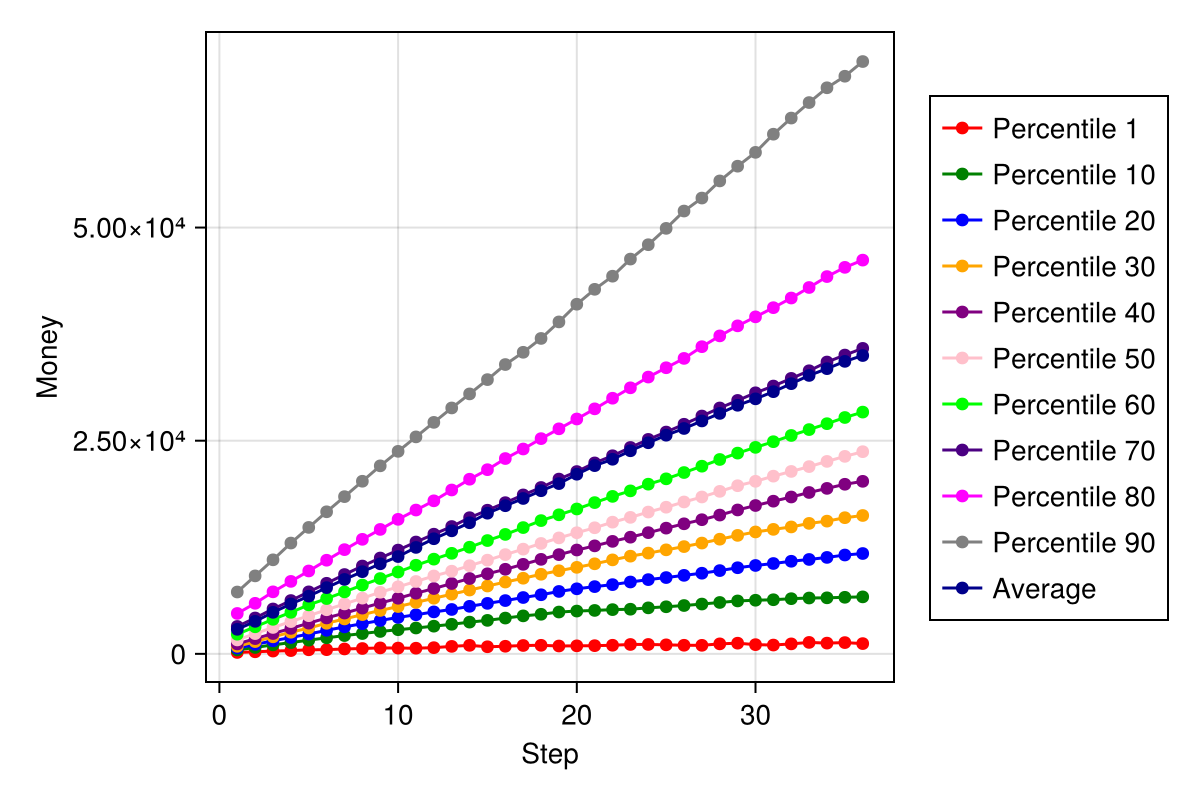 Money
5.00×10⁴
2.50×10⁴
0
0
10
20
30
Step
Percentile 1
Percentile 10
Percentile 20
Percentile 30
Percentile 40
Percentile 50
Percentile 60
Percentile 70
Percentile 80
Percentile 90
Average